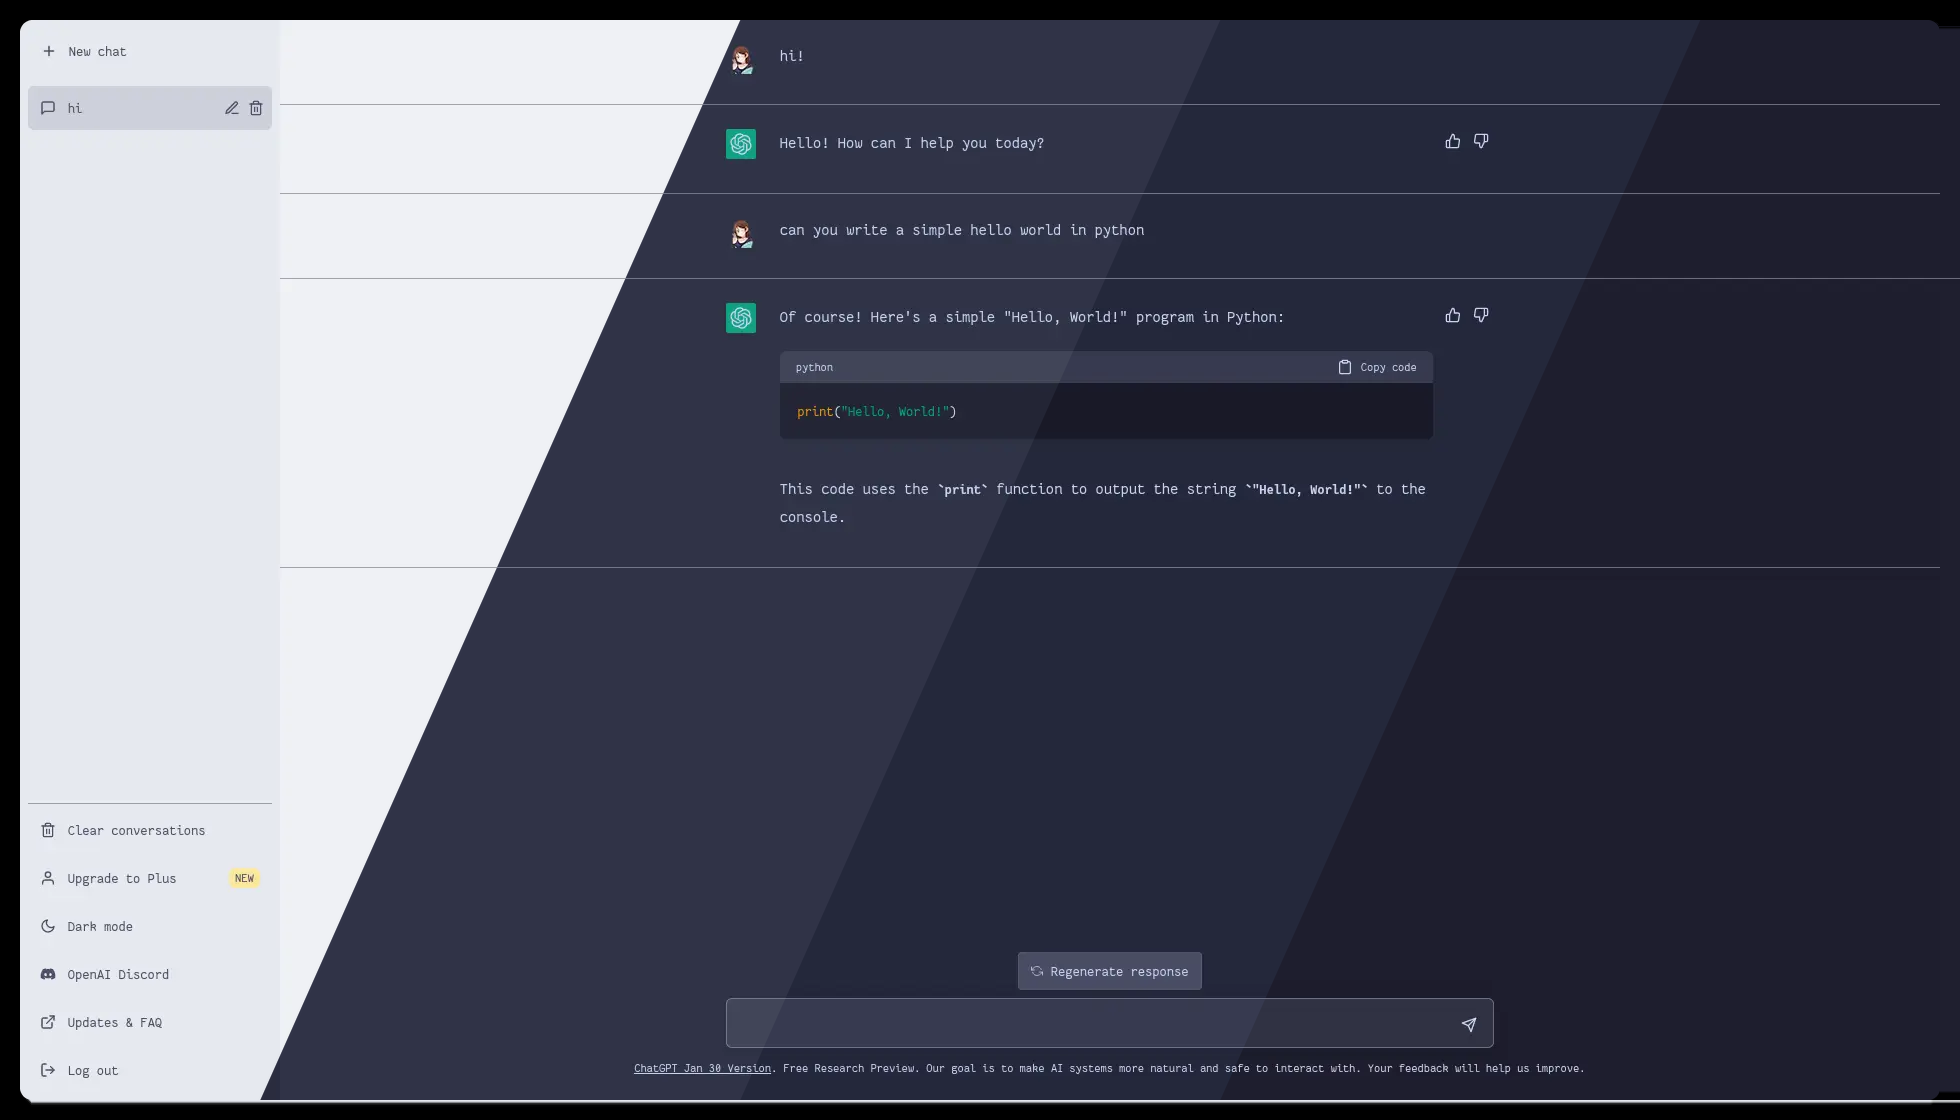 New chat
hi
Clear conversations
Upgrade to Plus NEW
Dark mode
OpenAI Discord
Updates & FAQ
Log out
hi!
Hello! How can I help you today?
can you write a simple hello world in python
Of course! Here's a simple "Hello, World!" program in Python:
python Copy code
print("Hello, World!")
This code uses the `print` function to output the string `"Hello, World!"` to the
console.
Regenerate response
ChatGPT Jan 30 Version. Free Research Preview. Our goal is to make AI systems more natural and safe to interact with. Your feedback will help us improve.